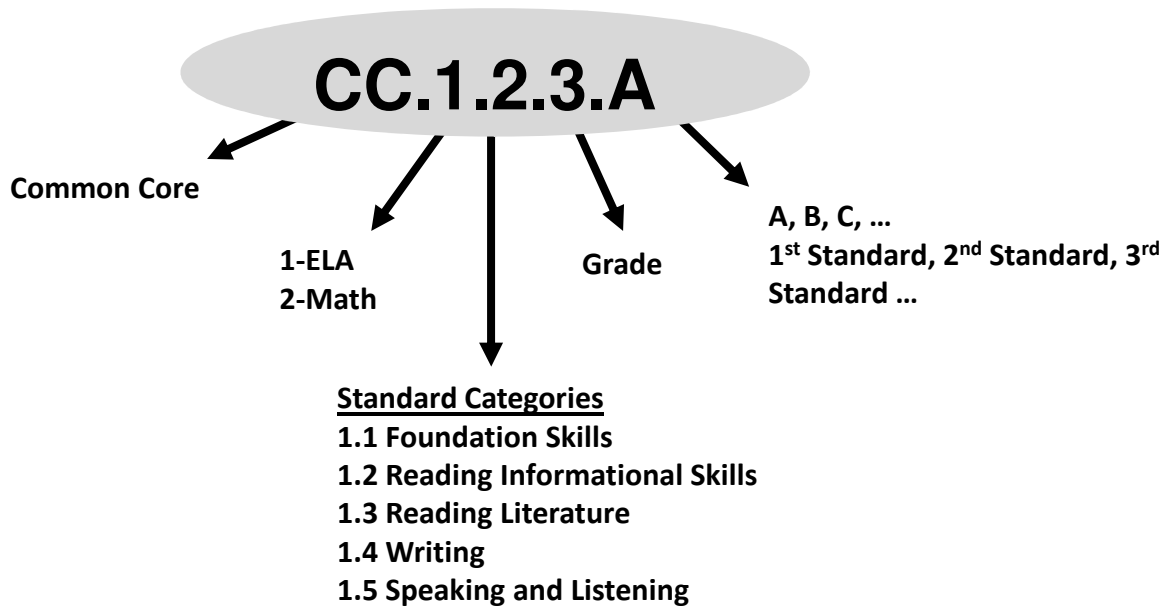 CC.1.2.3.A
Common Core
1-ELA
2-Math
Grade
A, B, C, …
1st Standard, 2nd Standard, 3rd
Standard …
Standard Categories
1.1 Foundation Skills
1.2 Reading Informational Skills
1.3 Reading Literature
1.4 Writing
1.5 Speaking and Listening